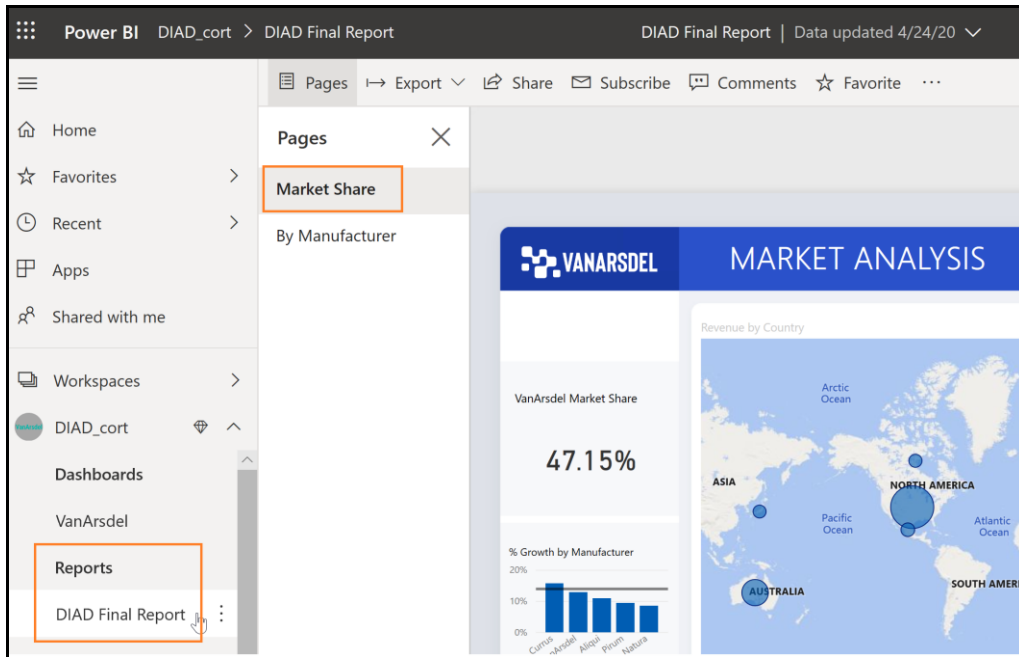 Power BI DIAD_cort > DIAD Final Report DIAD Final Report | Data updated 4/24/20
Pages Export Share Subscribe Comments Favorite ...
Home
Favorites
Recent
Apps
Shared with me
Workspaces
DIAD_cort
Dashboards
VanArsdel
Reports
DIAD Final Report
Pages
Market Share
By Manufacturer
VANARSDEL MARKET ANALYSIS
VanArsdel Market Share
47.15%
% Growth by Manufacturer
20%
10%
0%
Currus
nArsdel
Aliqui
Pirum
Natura
Revenue by Country
Arctic
Ocean
ASIA
NORTH AMERICA
Pacific
Ocean
Atlantic
Ocean
AUSTRALIA
SOUTH AMER